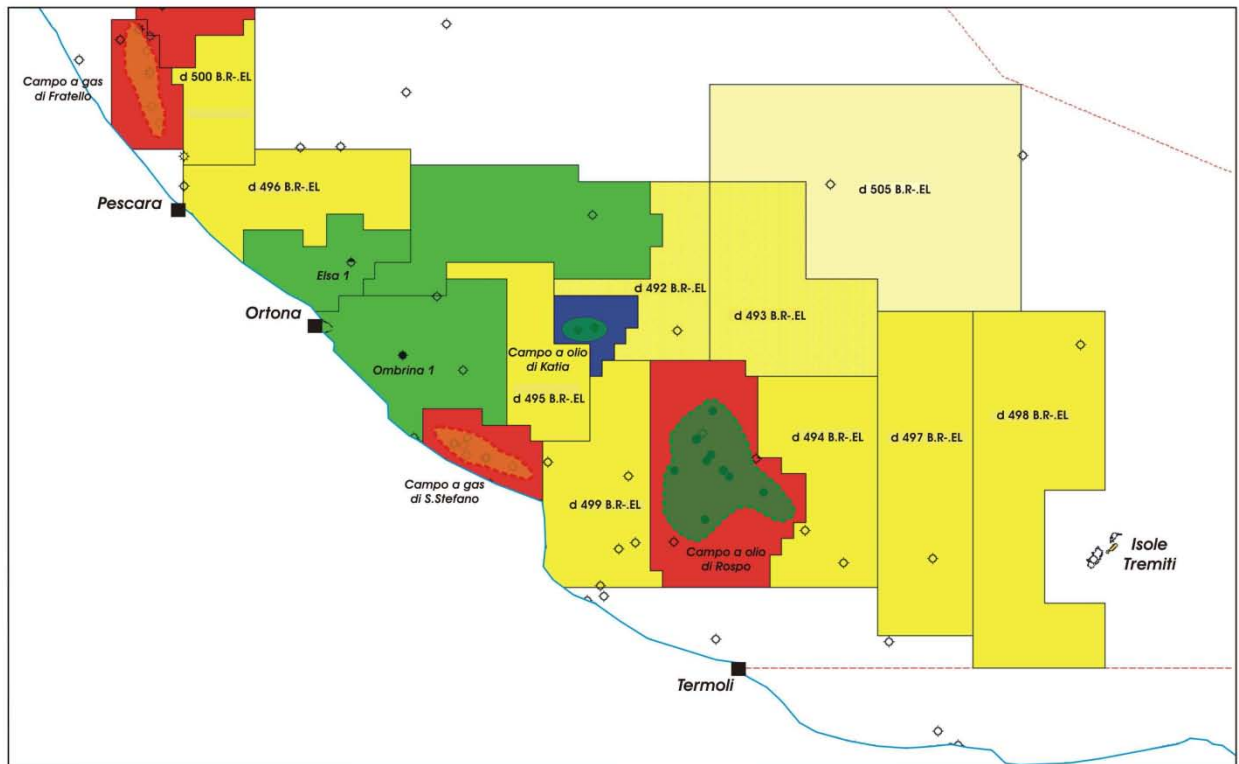 d 500 B.R-.EL
Campo a gas
di Fratello
d 496 B.R-.EL
Pescara
d 505 B.R-.EL
Elsa 1
d 492 B.R-.EL
Ortona
d 493 B.R-.EL
Campo a olio
di Katia
Ombrina 1
d 495 B.R-.EL
d 498 B.R-.EL
d 494 B.R-.EL
d 497 B.R-.EL
Campo a gas
di S.Stefano
d 499 B.R-.EL
Campo a olio
di Rospo
Isole
Tremiti
Termoli